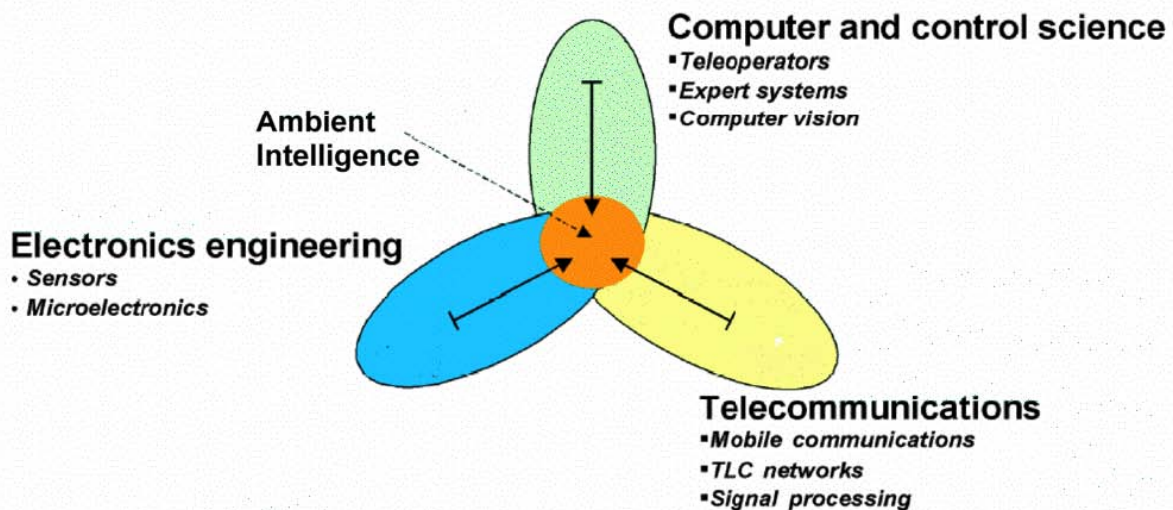 Computer and control science
▪Teleoperators
▪Expert systems
▪Computer vision
Ambient
Intelligence
Electronics engineering
• Sensors
• Microelectronics
Telecommunications
▪Mobile communications
▪TLC networks
▪Signal processing